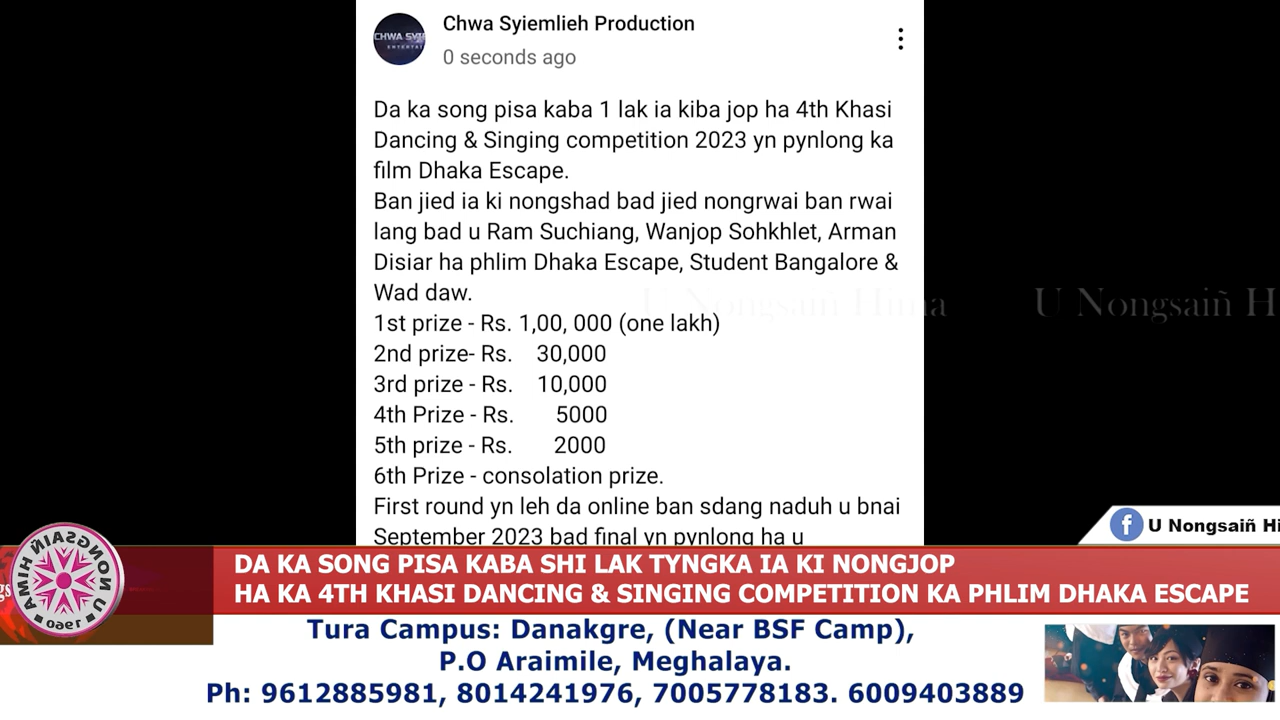 Chwa Syiemlieh Production
0 seconds ago
Da ka song pisa kaba 1 lak ia kiba jop ha 4th Khasi
Dancing & Singing competition 2023 yn pynlong ka
film Dhaka Escape.
Ban jied ia ki nongshad bad jied nongrwai ban rwai
lang bad u Ram Suchiang, Wanjop Sohkhlet, Arman
Disiar ha phlim Dhaka Escape, Student Bangalore &
Wad daw.
1st prize - Rs. 1,00, 000 (one lakh)
2nd prize- Rs. 30,000
3rd prize - Rs. 10,000
4th Prize - Rs. 5000
5th prize - Rs. 2000
6th Prize - consolation prize.
First round yn leh da online ban sdang naduh u bnai
September 2023 bad final yn pynlong ha u
U Nongsaiñ Hima
U Nongsaiñ H
U Nongsaiñ Hi
U NONGSAIÑ HIMA
1960
DA KA SONG PISA KABA SHI LAK TYNGKA IA KI NONGJOP
HA KA 4TH KHASI DANCING & SINGING COMPETITION KA PHLIM DHAKA ESCAPE
Tura Campus: Danakgre, (Near BSF Camp),
P.O Araimile, Meghalaya.
Ph: 9612885981, 8014241976, 7005778183. 6009403889